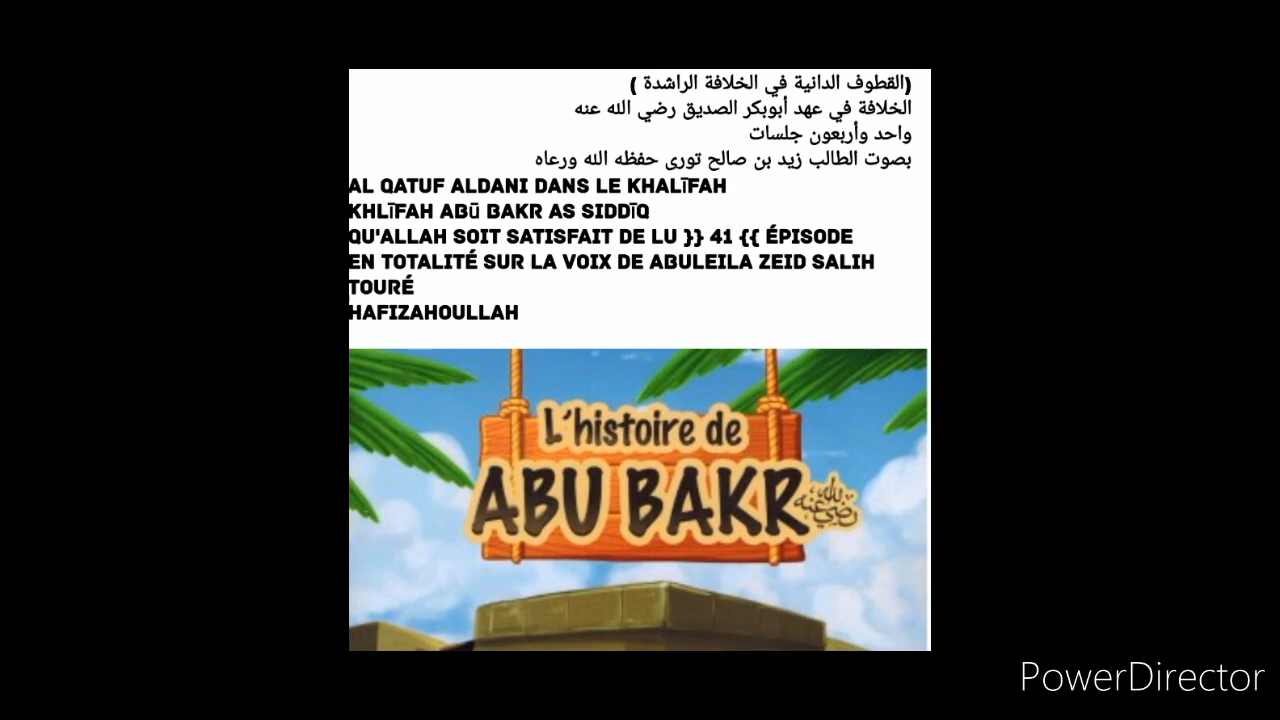 (القطوف الدانية في الخلافة الراشدة )
الخلافة في عهد أبوبكر الصديق رضي الله عنه
واحد وأربعون جلسات
بصوت الطالب زيد بن صالح تورى حفظه الله ورعاه
AL QATUF ALDANI DANS LE KHALĪFAH
KHLĪFAH ABŪ BAKR AS SIDDĪQ
QU'ALLAH SOIT SATISFAIT DE LU }} 41 {{ ÉPISODE
EN TOTALITÉ SUR LA VOIX DE ABULEILA ZEID SALIH
TOURÉ
HAFIZAHOULLAH
L'histoire de
ABU BAKR رضي الله عنه
PowerDirector